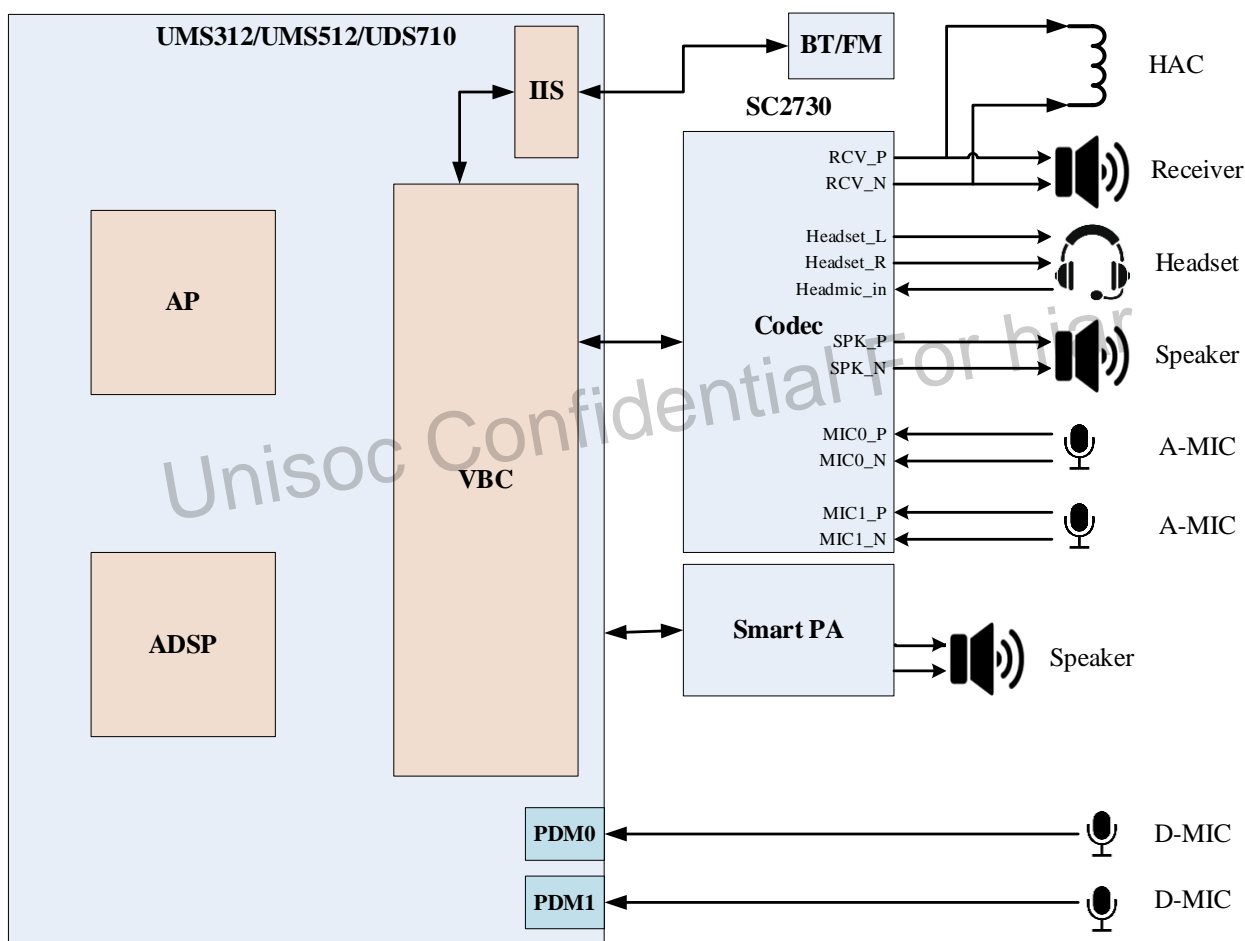 UMS312/UMS512/UDS710
IIS
BT/FM
HAC
SC2730
RCV_P
RCV_N
Receiver
Headset_L
Headset_R
Headmic_in
Headset
AP
Codec
SPK_P
SPK_N
Speaker
Unisoc Confidential For hiar
MIC0_P
MIC0_N
A-MIC
VBC
MIC1_P
MIC1_N
A-MIC
ADSP
Smart PA
Speaker
PDM0
D-MIC
PDM1
D-MIC